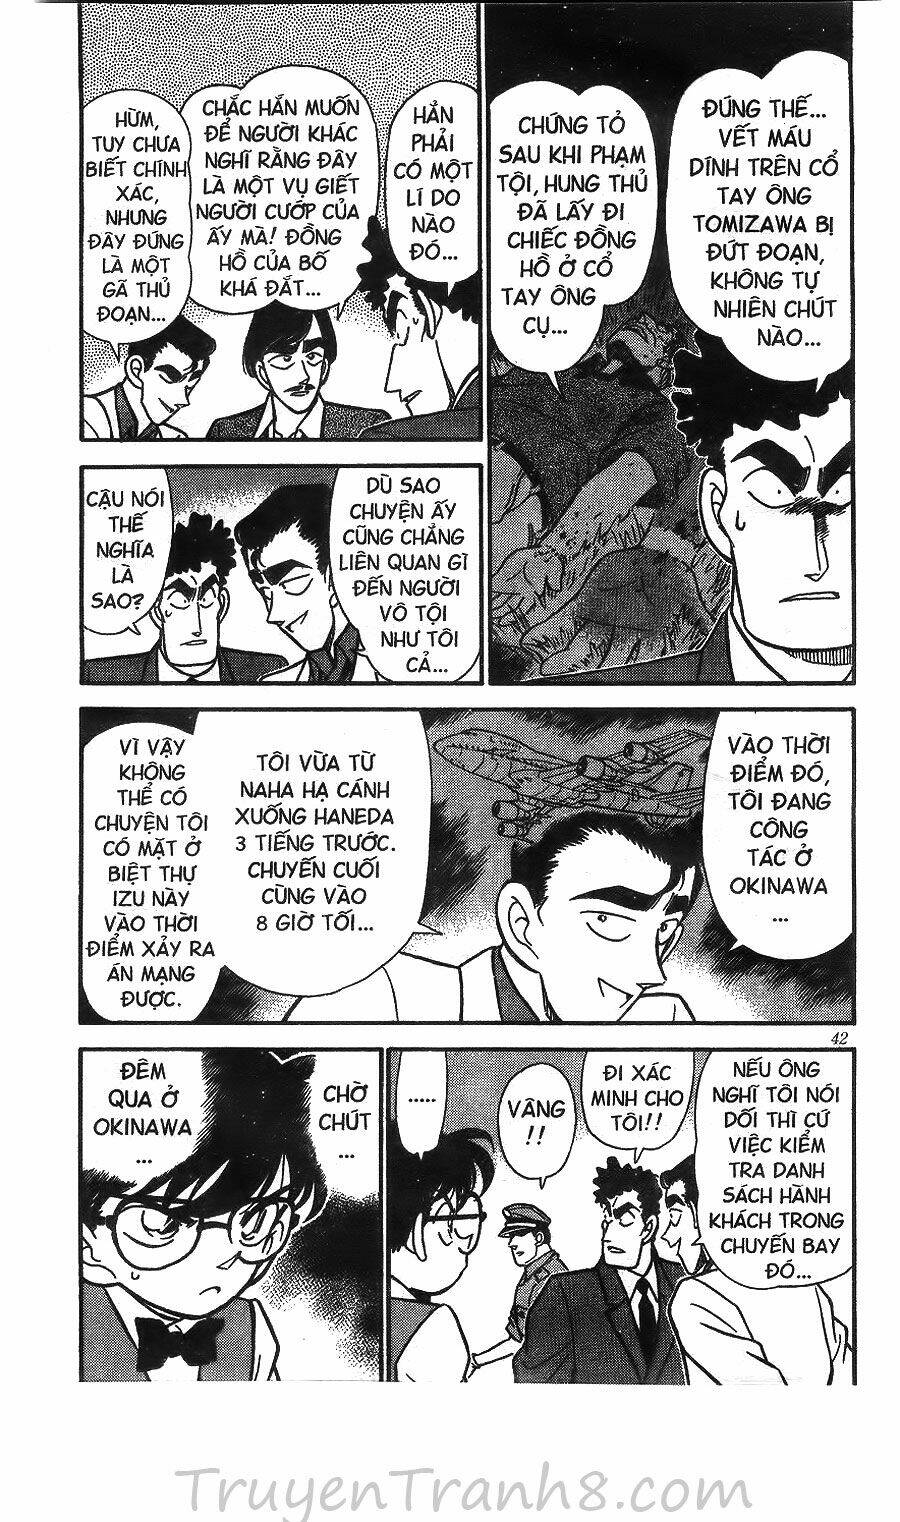 ĐÚNG THẾ...
VẾT MÁU
DÍNH TRÊN CỔ
TAY ÔNG
TOMIZAWA BỊ
ĐỨT ĐOẠN,
KHÔNG TỰ
NHIÊN CHÚT
NÀO...
CHỨNG TỎ
SAU KHI PHẠM
TỘI, HUNG THỦ
ĐÃ LẤY ĐI
CHIẾC ĐỒNG
HỒ Ở CỔ
TAY ÔNG
CỤ...
HẮN
PHẢI
CÓ MỘT
LÍ DO
NÀO
ĐÓ...
CHẮC HẲN MUỐN
ĐỂ NGƯỜI KHÁC
NGHĨ RẰNG ĐÂY
LÀ MỘT VỤ GIẾT
NGƯỜI CƯỚP CỦA
ẤY MÀ! ĐỒNG
HỒ CỦA BỐ
KHÁ ĐẮT...
HỪM,
TUY CHƯA
BIẾT CHÍNH
XÁC,
NHƯNG
ĐÂY ĐÚNG
LÀ MỘT
GÃ THỦ
ĐOẠN...
DÙ SAO
CHUYỆN ẤY
CŨNG CHẲNG
LIÊN QUAN GÌ
ĐẾN NGƯỜI
VÔ TỘI
NHƯ TÔI
CẢ...
CẬU NÓI
THẾ
NGHĨA
LÀ
SAO?
VÀO THỜI
ĐIỂM ĐÓ,
TÔI ĐANG
CÔNG
TÁC Ở
OKINAWA
...
TÔI VỪA TỪ
NAHA HẠ CÁNH
XUỐNG HANEDA
3 TIẾNG TRƯỚC.
CHUYẾN CUỐI
CÙNG VÀO
8 GIỜ TỐI...
VÌ VẬY
KHÔNG
THỂ CÓ
CHUYỆN TÔI
CÓ MẶT Ở
BIỆT THỰ
IZU NÀY
VÀO THỜI
ĐIỂM XẢY RA
ÁN MẠNG
ĐƯỢC.
42
NẾU ÔNG
NGHĨ TÔI NÓI
DỐI THÌ CỨ
VIỆC KIỂM
TRA DANH
SÁCH HÀNH
KHÁCH TRONG
CHUYẾN BAY
ĐÓ...
ĐI XÁC
MINH CHO
TÔI!!
VÂNG
!!
.....
CHỜ
CHÚT
...
ĐÊM
QUA Ở
OKINAWA
...
TruyenTranh8.com